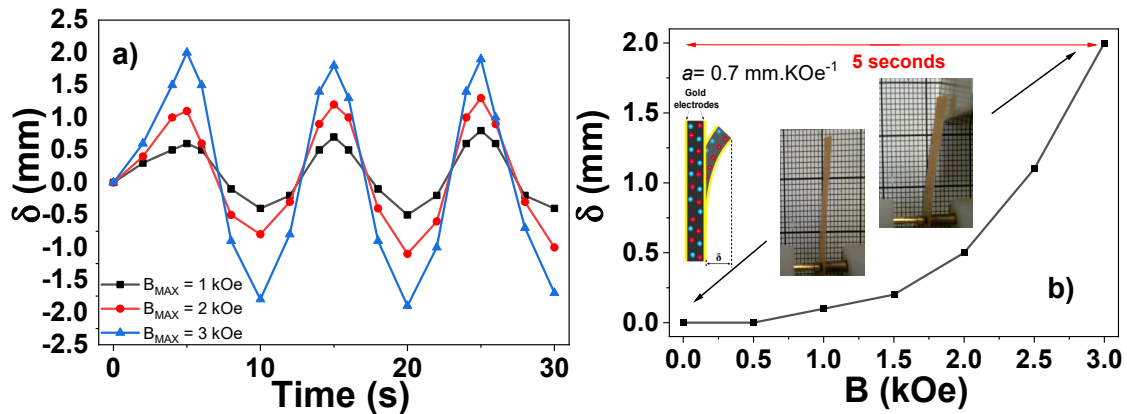 a)
2.5
2.0
1.5
1.0
0.5
0.0
-0.5
-1.0
-1.5
-2.0
-2.5
δ (mm)
B_MAX = 1 kOe
B_MAX = 2 kOe
B_MAX = 3 kOe
0 10 20 30
Time (s)
b)
2.0
1.5
1.0
0.5
0.0
δ (mm)
5 seconds
a= 0.7 mm.KOe⁻¹
Gold
electrodes
δ
0.0 0.5 1.0 1.5 2.0 2.5 3.0
B (kOe)